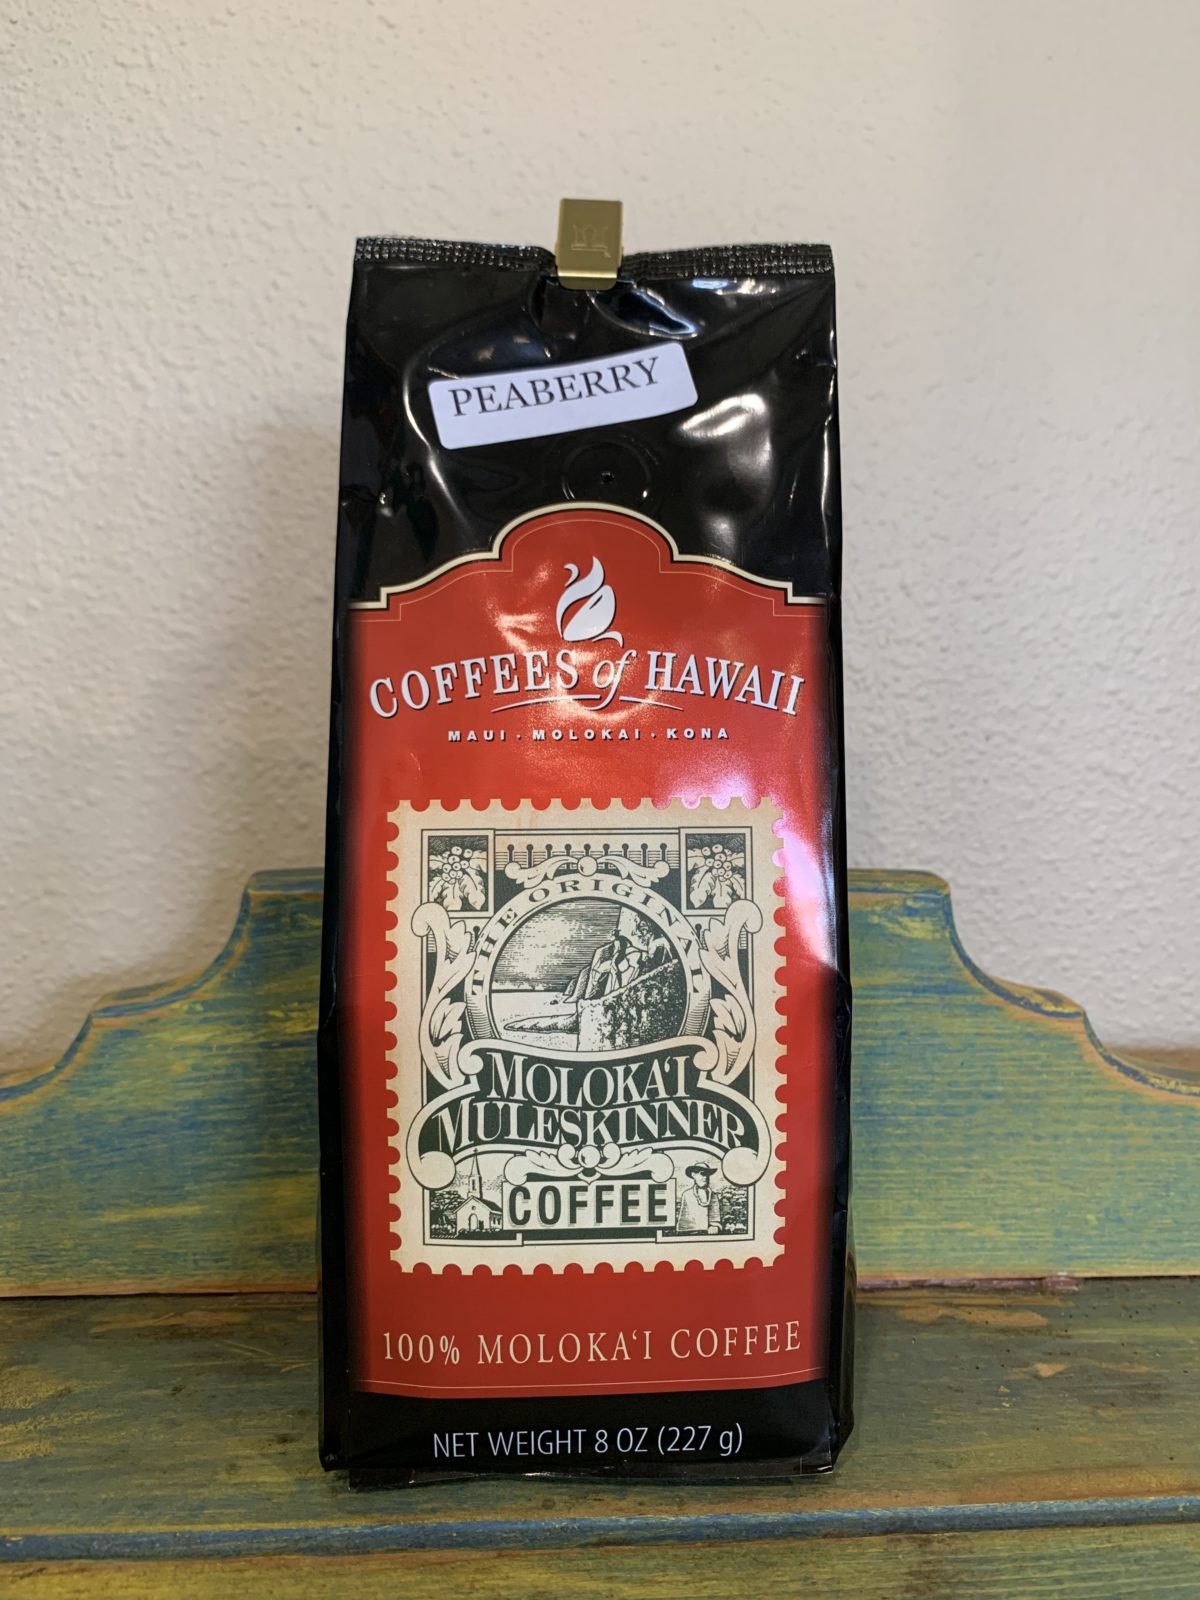 PEABERRY
COFFEES of HAWAII
MAUI · MOLOKAI · KONA
THE ORIGINAL
MOLOKA‘I
MULESKINNER
COFFEE
100% MOLOKA‘I COFFEE
NET WEIGHT 8 OZ (227 g)